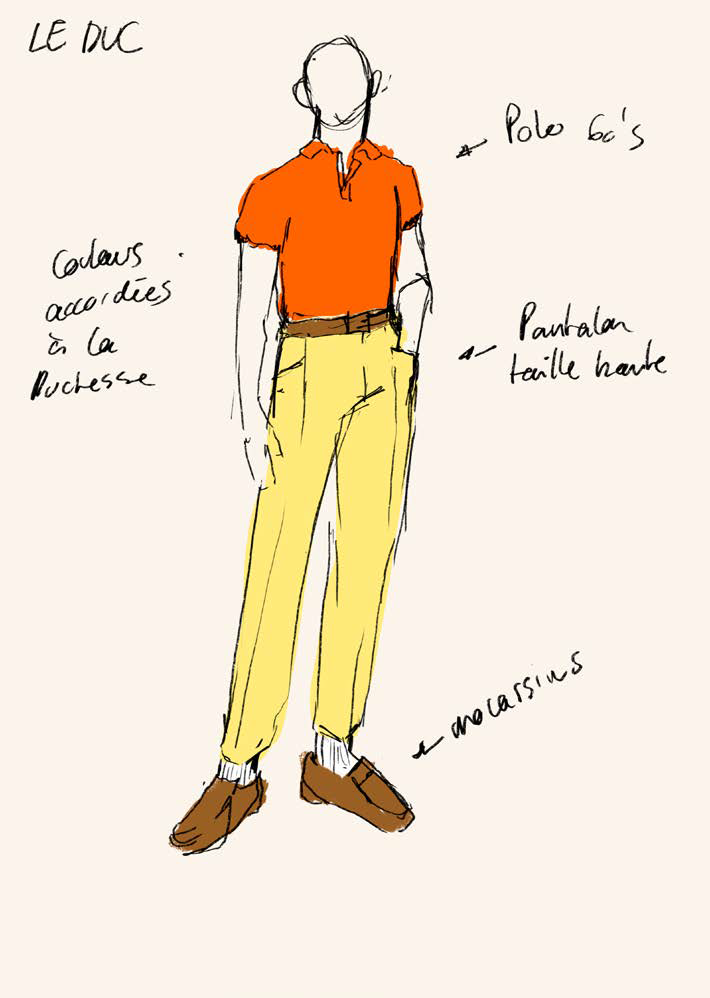 LE DUC
Polo 60's
Couleurs
accordées
à la
Duchesse
Pantalon
taille haute
mocassins